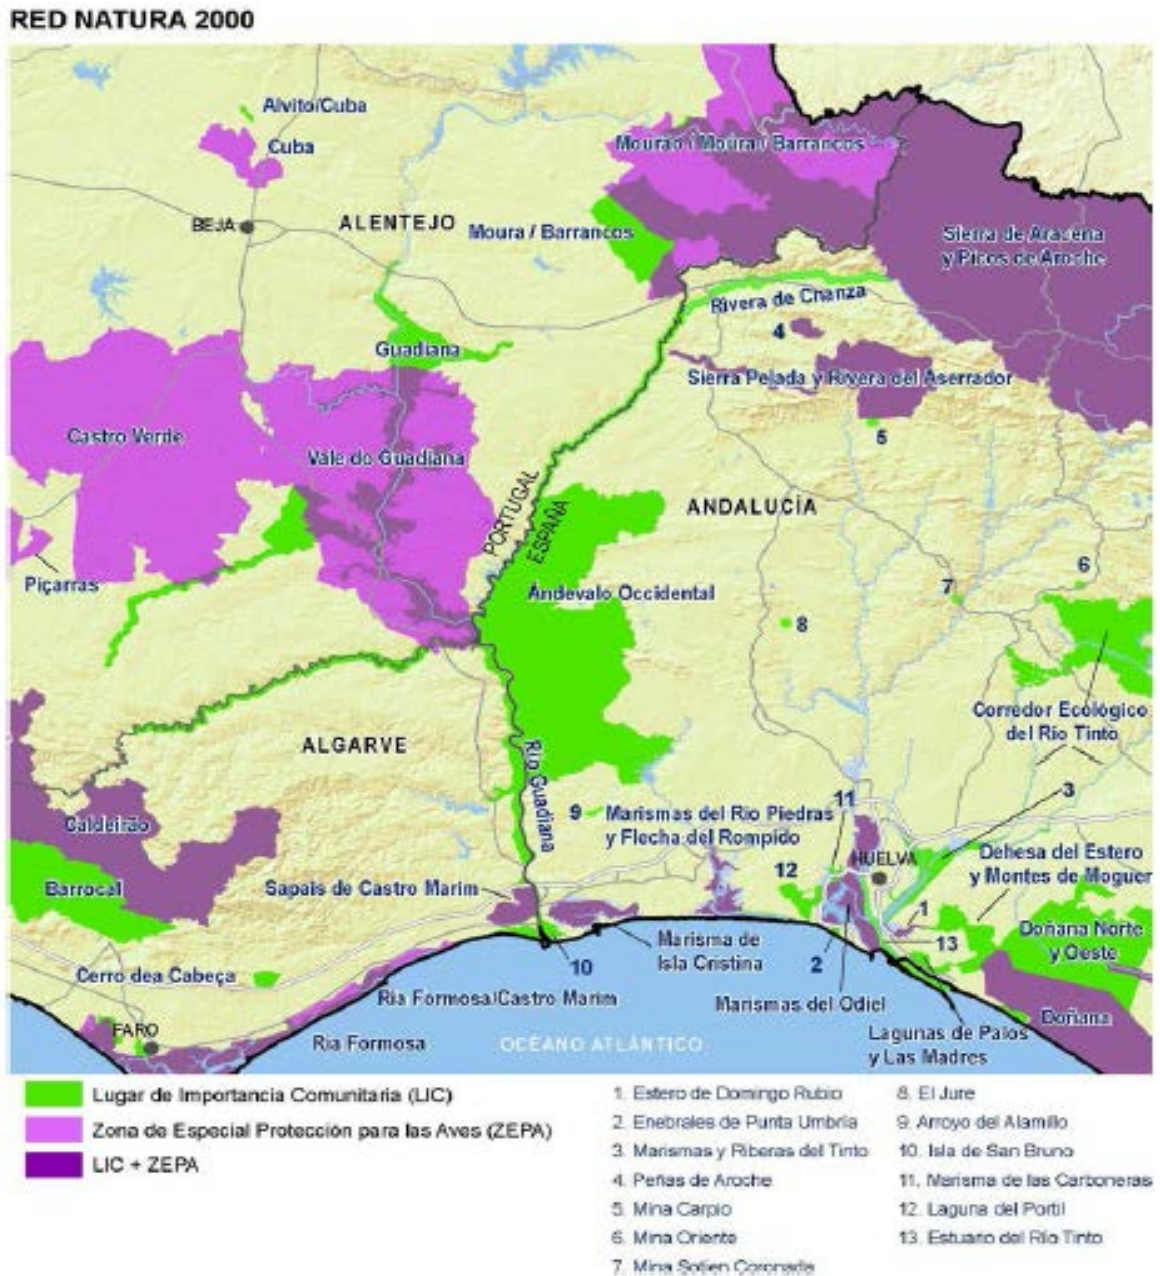 RED NATURA 2000
Alvito/Cuba
Cuba
Mourão / Moura / Barrancos
BEJA
ALENTEJO
Moura / Barrancos
Sierra de Aracena
y Picos de Aroche
Rivera de Chanza
4
Guadiana
Sierra Pelada y Rivera del Aserrador
Castro Verde
5
Vale do Guadiana
PORTUGAL
ESPAÑA
ANDALUCÍA
Piçarras
6
7
Andevalo Occidental
8
Corredor Ecológico
del Río Tinto
ALGARVE
Río Guadiana
3
9
Marismas del Río Piedras
y Flecha del Rompido
11
Caldeirão
HUELVA
Dehesa del Estero
y Montes de Moguer
12
Barrocal
Sapais de Castro Marim
1
Doñana Norte
y Oeste
13
Marisma de
Isla Cristina
Cerro dea Cabeça
10
2
Ria Formosa/Castro Marim
Marismas del Odiel
Doñana
FARO
Ria Formosa
OCEANO ATLÁNTICO
Lagunas de Palos
y Las Madres
Lugar de Importancia Comunitaria (LIC)
Zona de Especial Protección para las Aves (ZEPA)
LIC + ZEPA
1. Estero de Domingo Rubio
2. Enebrales de Punta Umbría
3. Marismas y Riberas del Tinto
4. Peñas de Aroche
5. Mina Carpio
6. Mina Oriente
7. Mina Sotien Coronada
8. El Jure
9. Arroyo del Alamillo
10. Isla de San Bruno
11. Marisma de las Carboneras
12. Laguna del Portil
13. Estuario del Río Tinto